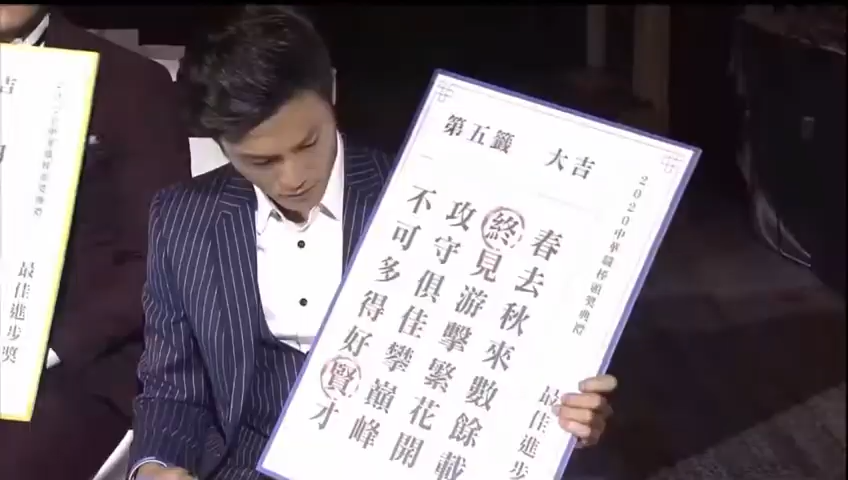 第五籤 大吉
2020中華職棒頒獎典禮
春去秋來數餘載
終見游擊繁花開
攻守俱佳攀巔峰
不可多得好賢才
最佳進步
吉
最佳進步獎